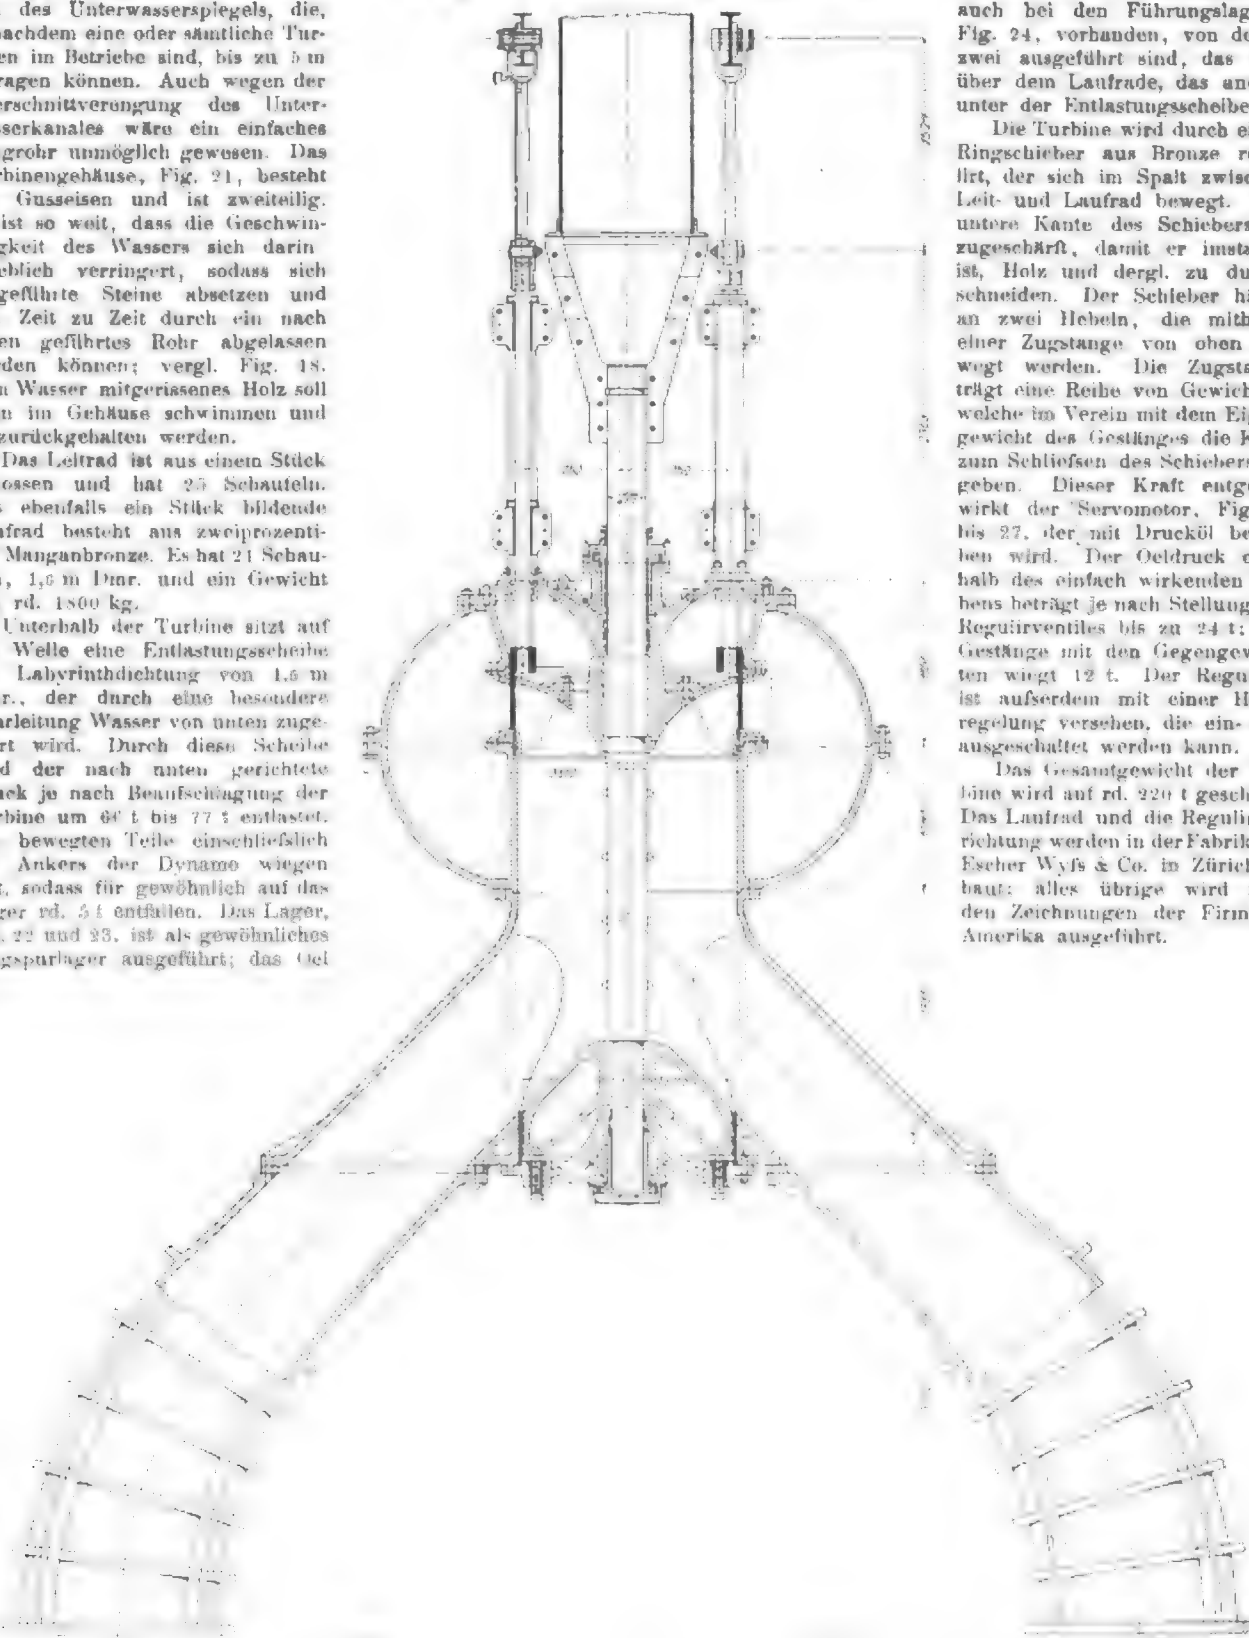 des Unterwasserspiegels, die,
nachdem eine oder sämtliche Tur-
en im Betriebe sind, bis zu 5 m
ragen können. Auch wegen der
erschnittverengung des Unter-
sserkanales wäre ein einfaches
grohr unmöglich gewesen. Das
rbinengehäuse, Fig. 21, besteht
Gusseisen und ist zweiteilig.
ist so weit, dass die Geschwin-
gkeit des Wassers sich darin
eblich verringert, sodass sich
geführte Steine absetzen und
Zeit zu Zeit durch ein nach
en geführtes Rohr abgelassen
rden können; vergl. Fig. 18.
n Wasser mitgerissenes Holz soll
n im Gehäuse schwimmen und
zurückgehalten werden.
Das Leitrad ist aus einem Stück
ossen und hat 25 Schaufeln.
s ebenfalls ein Stück bildende
ufrad besteht aus zweiprozenti-
Manganbronze. Es hat 21 Schau-
n, 1,6 m Dmr. und ein Gewicht
rd. 1800 kg.
Unterhalb der Turbine sitzt auf
Welle eine Entlastungsscheibe
Labyrinthdichtung von 1,5 m
r., der durch eine besondere
arleitung Wasser von unten zuge-
rt wird. Durch diese Scheibe
d der nach unten gerichtete
ck je nach Beaufschlagung der
rbine um 66 t bis 77 t entlastet.
bewegten Teile einschliefslich
Ankers der Dynamo wiegen
t, sodass für gewöhnlich auf das
ger rd. 5 t entfallen. Das Lager,
. 22 und 23, ist als gewöhnliches
gspurlager ausgeführt; das Oel
auch bei den Führungslag
Fig. 24, vorhanden, von de
zwei ausgeführt sind, das
über dem Laufrade, das an
unter der Entlastungsscheibe
Die Turbine wird durch e
Ringschieber aus Bronze r
lirt, der sich im Spalt zwis
Leit- und Laufrad bewegt.
untere Kante des Schiebers
zugeschärft, damit er imsta
ist, Holz und dergl. zu du
schneiden. Der Schieber hä
an zwei Hebeln, die mith
einer Zugstange von oben
wegt werden. Die Zugsta
trägt eine Reihe von Gewich
welche im Verein mit dem Eig
gewicht des Gestänges die K
zum Schliefsen des Schiebers
geben. Dieser Kraft entge
wirkt der Servomotor, Fig
bis 27, der mit Drucköl be
ben wird. Der Oeldruck
halb des einfach wirkenden
bens beträgt je nach Stellung
Regulirventiles bis zu 24 t;
Gestänge mit den Gegengew
ten wiegt 12 t. Der Regu
ist aufserdem mit einer H
regelung versehen, die ein-
ausgeschaltet werden kann.
Das Gesamtgewicht der
bine wird auf rd. 220 t gesch
Das Laufrad und die Regulir
richtung werden in der Fabrik
Escher Wyfs & Co. in Züric
baut; alles übrige wird
den Zeichnungen der Firm
Amerika ausgeführt.